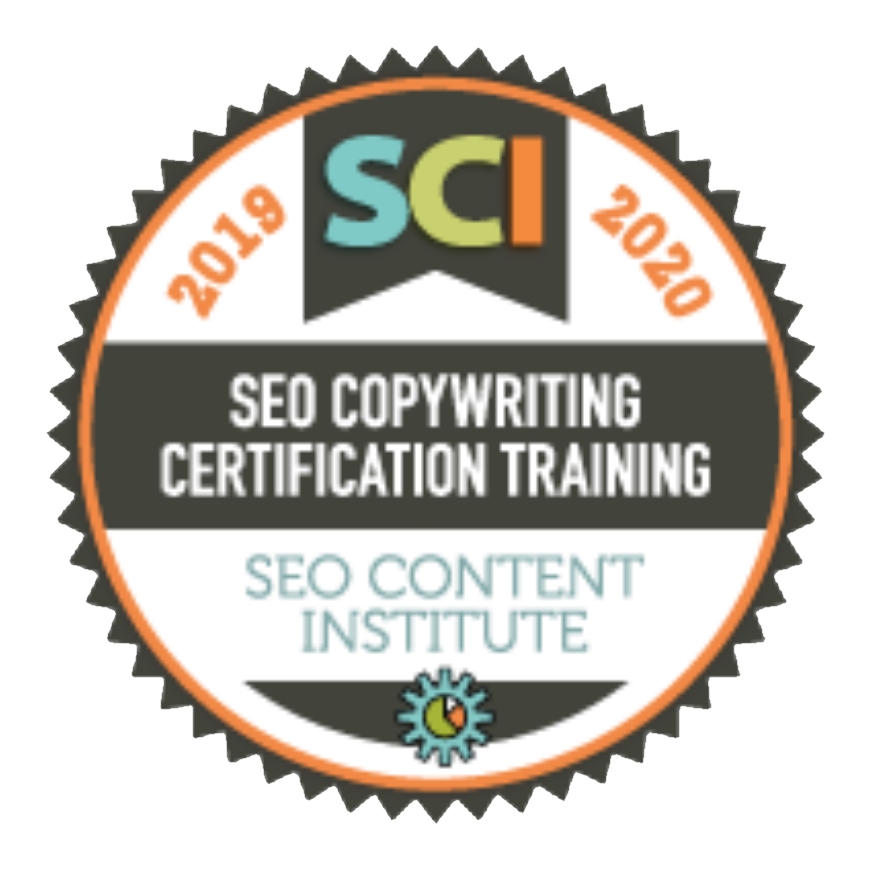 SCI
2019
2020
SEO COPYWRITING
CERTIFICATION TRAINING
SEO CONTENT
INSTITUTE